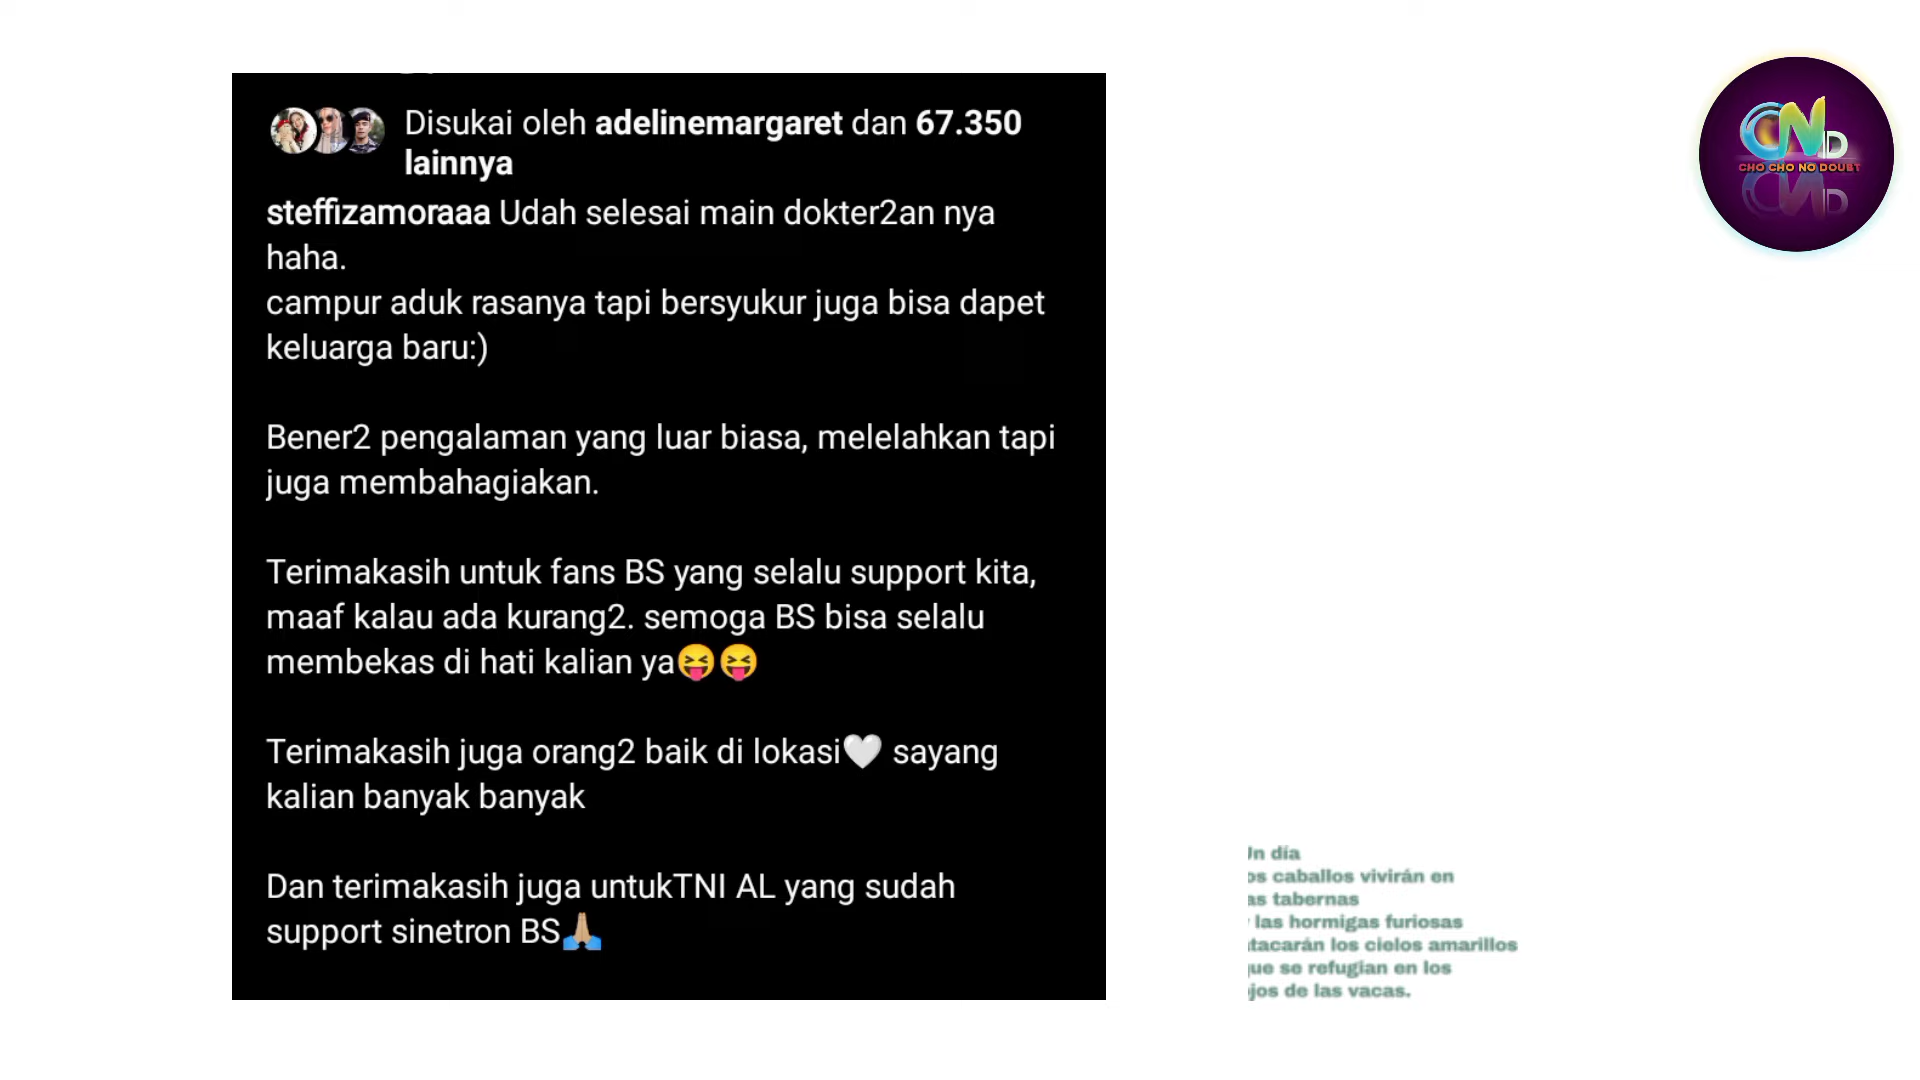 Disukai oleh adelinemargaret dan 67.350
lainnya
steffizamoraaa Udah selesai main dokter2an nya
haha.
campur aduk rasanya tapi bersyukur juga bisa dapet
keluarga baru:)
Bener2 pengalaman yang luar biasa, melelahkan tapi
juga membahagiakan.
Terimakasih untuk fans BS yang selalu support kita,
maaf kalau ada kurang2. semoga BS bisa selalu
membekas di hati kalian ya😝😝
Terimakasih juga orang2 baik di lokasi🤍 sayang
kalian banyak banyak
Dan terimakasih juga untukTNI AL yang sudah
support sinetron BS🙏🏼
CND
CHO CHO NO DOUBT
día
caballos vivirán en
tabernas
las hormigas furiosas
los cielos amarillos
se refugian en los
de las vacas.